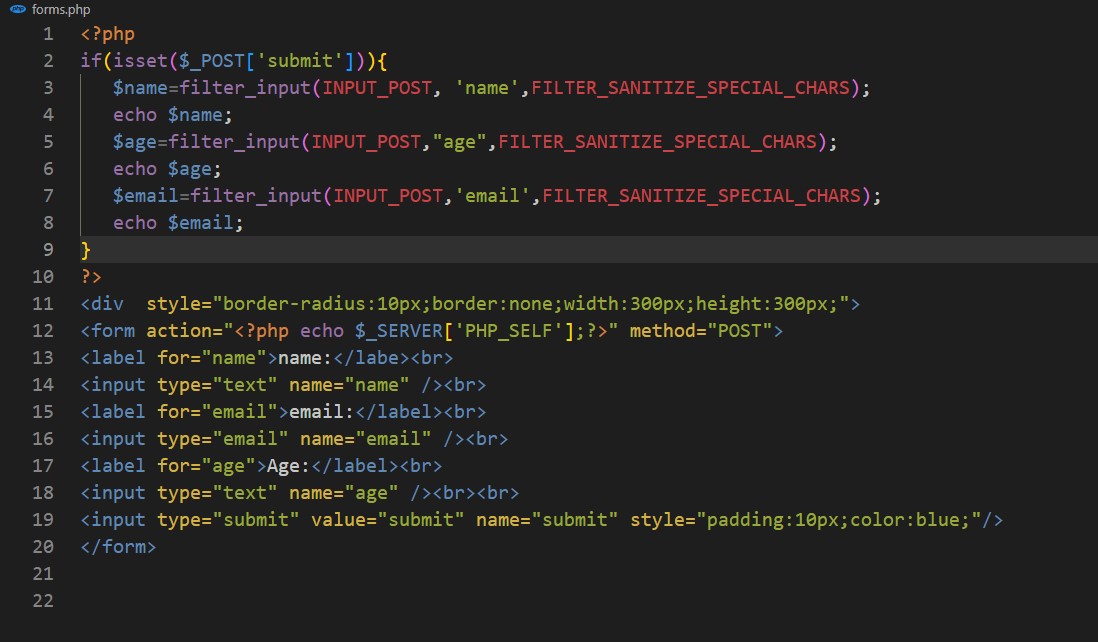 php forms.php
1 <?php
2 if(isset($_POST['submit'])){
3 $name=filter_input(INPUT_POST, 'name',FILTER_SANITIZE_SPECIAL_CHARS);
4 echo $name;
5 $age=filter_input(INPUT_POST,"age",FILTER_SANITIZE_SPECIAL_CHARS);
6 echo $age;
7 $email=filter_input(INPUT_POST,'email',FILTER_SANITIZE_SPECIAL_CHARS);
8 echo $email;
9 }
10 ?>
11 <div  style="border-radius:10px;border:none;width:300px;height:300px;">
12 <form action="<?php echo $_SERVER['PHP_SELF'];?>" method="POST">
13 <label for="name">name:</labe><br>
14 <input type="text" name="name" /><br>
15 <label for="email">email:</label><br>
16 <input type="email" name="email" /><br>
17 <label for="age">Age:</label><br>
18 <input type="text" name="age" /><br><br>
19 <input type="submit" value="submit" name="submit" style="padding:10px;color:blue;"/>
20 </form>
21
22